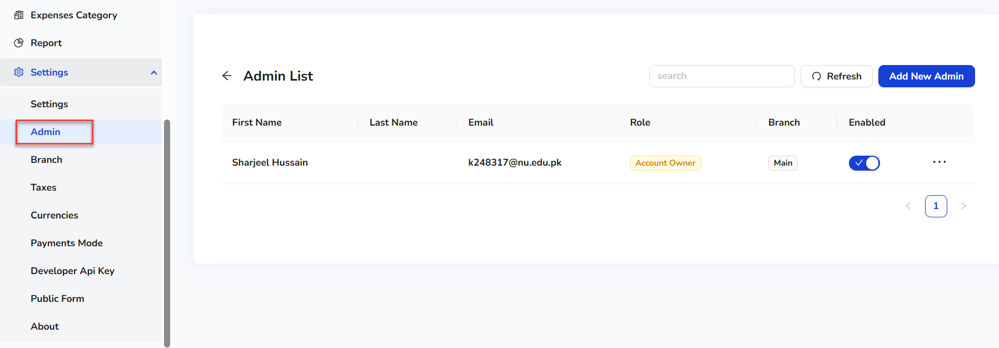 Expenses Category
Report
Settings
Settings
Admin
Branch
Taxes
Currencies
Payments Mode
Developer Api Key
Public Form
About
Admin List
search
Refresh
Add New Admin
First Name Last Name Email Role Branch Enabled
Sharjeel Hussain k248317@nu.edu.pk Account Owner Main
1